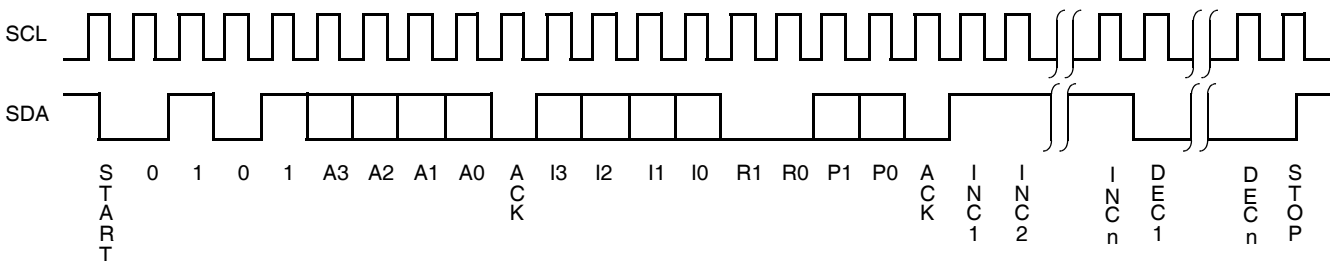 SCL
SDA
START 0 1 0 1 A3 A2 A1 A0 ACK I3 I2 I1 I0 R1 R0 P1 P0 ACK INC1 INC2 INCn DEC1 DECn STOP